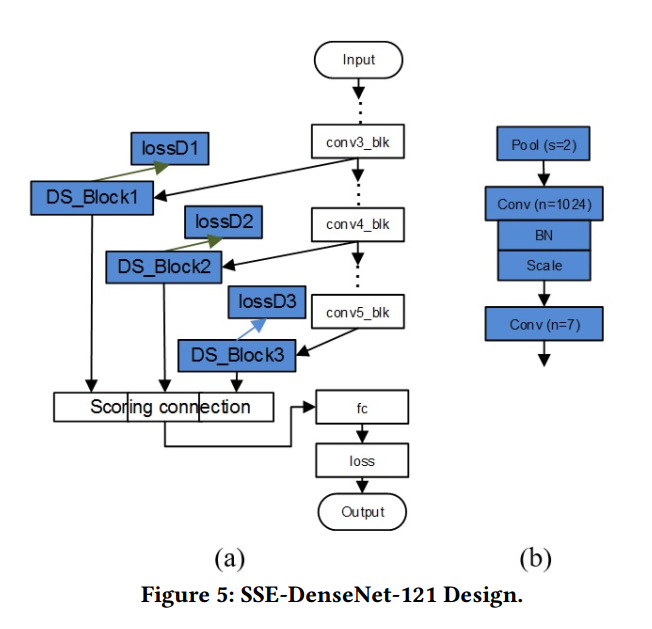 Input
conv3_blk
lossD1
DS_Block1
conv4_blk
lossD2
DS_Block2
conv5_blk
lossD3
DS_Block3
Scoring connection
fc
loss
Output
(a)
Pool (s=2)
Conv (n=1024)
BN
Scale
Conv (n=7)
(b)
Figure 5: SSE-DenseNet-121 Design.